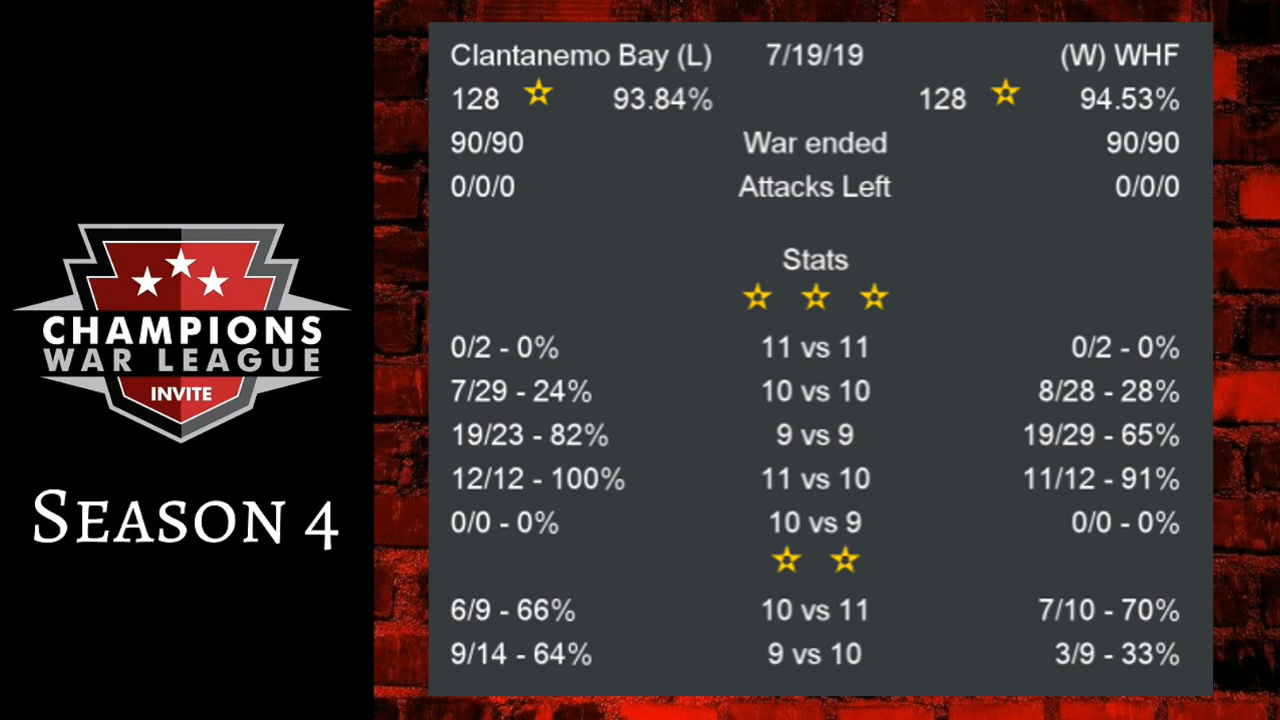 CHAMPIONS
WAR LEAGUE
INVITE
SEASON 4
Clantanemo Bay (L) 7/19/19 (W) WHF
128 93.84% 128 94.53%
90/90 War ended 90/90
0/0/0 Attacks Left 0/0/0
Stats
0/2 - 0% 11 vs 11 0/2 - 0%
7/29 - 24% 10 vs 10 8/28 - 28%
19/23 - 82% 9 vs 9 19/29 - 65%
12/12 - 100% 11 vs 10 11/12 - 91%
0/0 - 0% 10 vs 9 0/0 - 0%
6/9 - 66% 10 vs 11 7/10 - 70%
9/14 - 64% 9 vs 10 3/9 - 33%